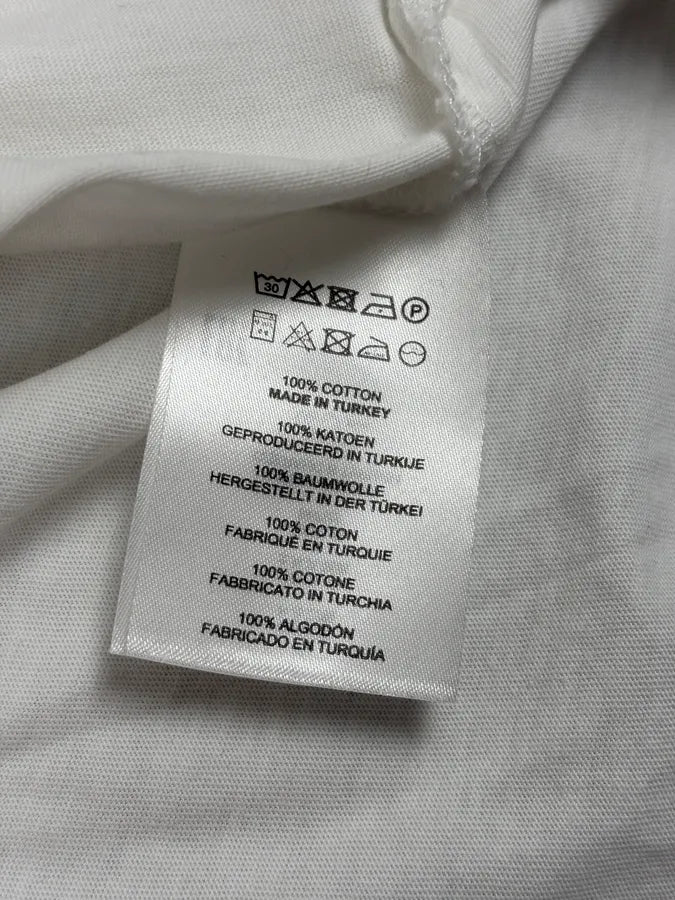 30 P
100% COTTON
MADE IN TURKEY
100% KATOEN
GEPRODUCEERD IN TURKIJE
100% BAUMWOLLE
HERGESTELLT IN DER TÜRKEI
100% COTON
FABRIQUÉ EN TURQUIE
100% COTONE
FABBRICATO IN TURCHIA
100% ALGODÓN
FABRICADO EN TURQUÍA